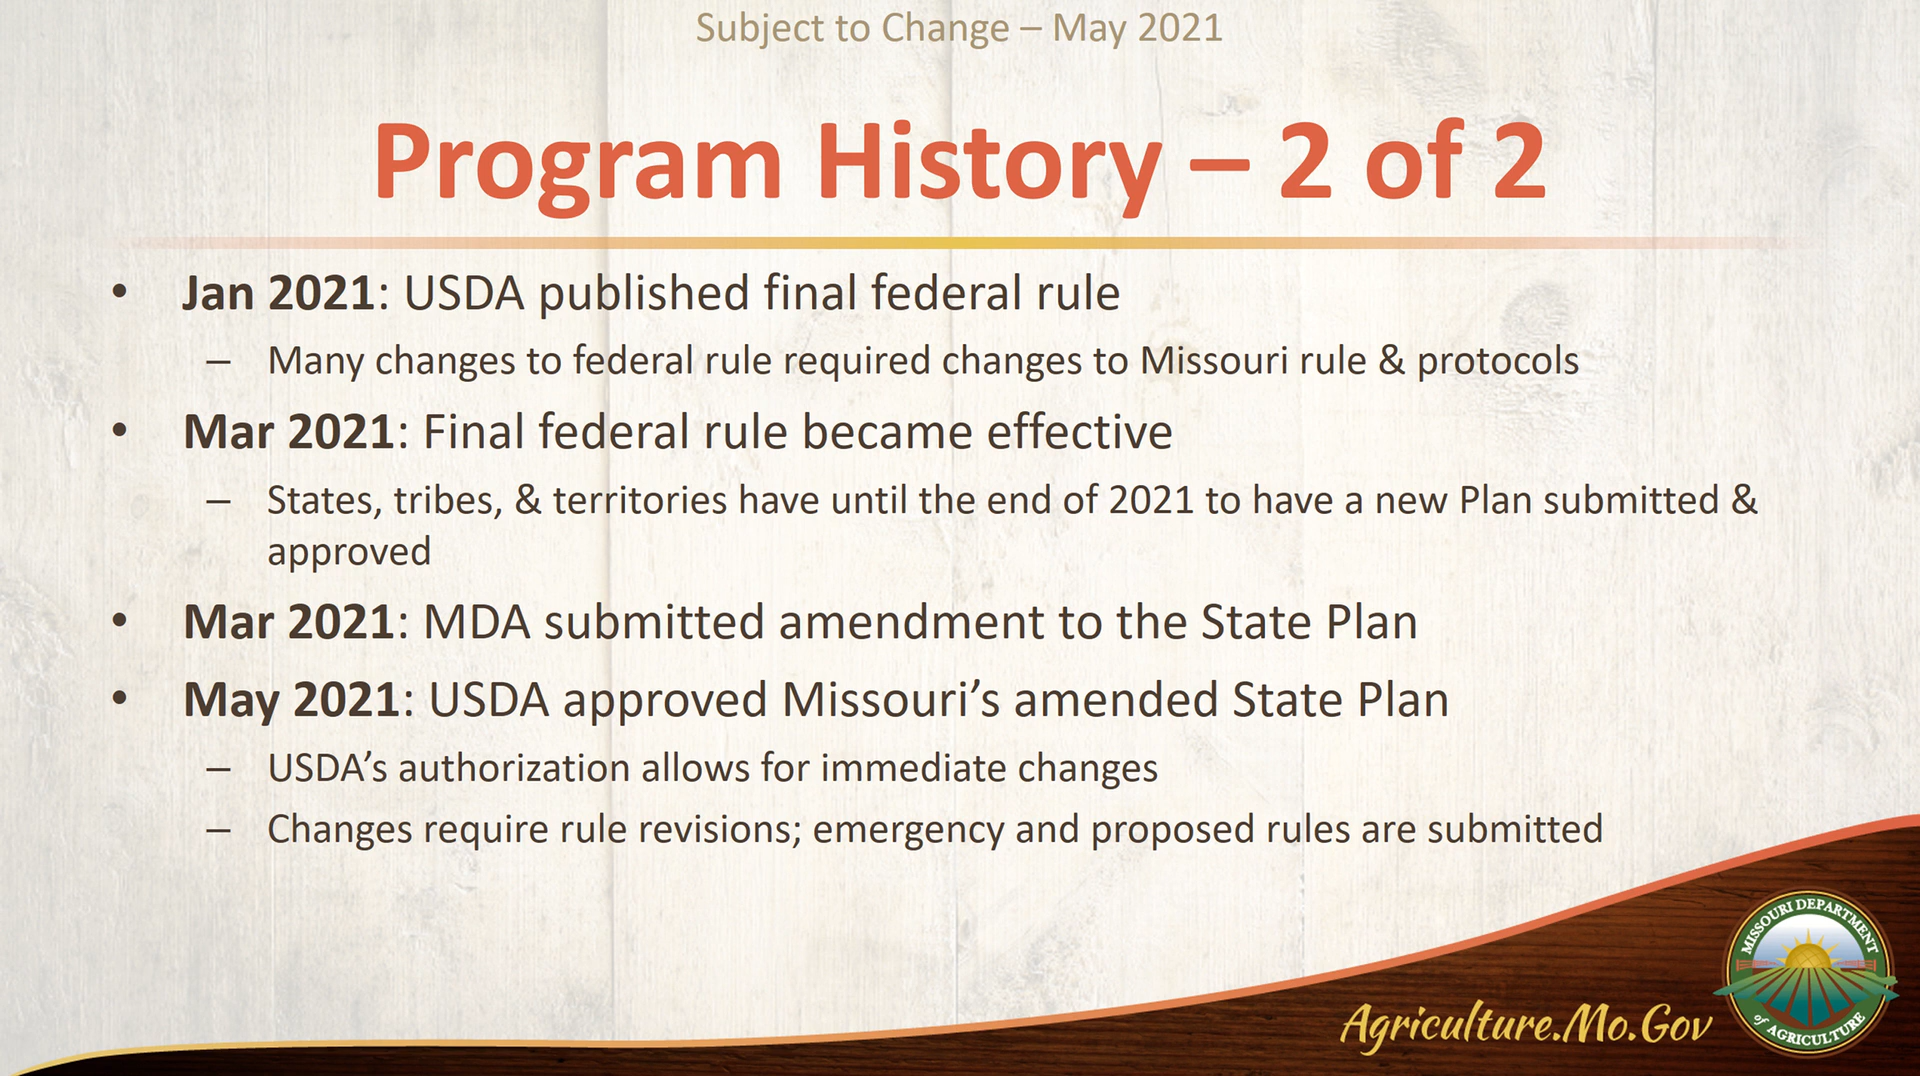 Subject to Change – May 2021
Program History – 2 of 2
• Jan 2021: USDA published final federal rule
– Many changes to federal rule required changes to Missouri rule & protocols
• Mar 2021: Final federal rule became effective
– States, tribes, & territories have until the end of 2021 to have a new Plan submitted &
approved
• Mar 2021: MDA submitted amendment to the State Plan
• May 2021: USDA approved Missouri’s amended State Plan
– USDA’s authorization allows for immediate changes
– Changes require rule revisions; emergency and proposed rules are submitted
Agriculture.Mo.Gov
MISSOURI DEPARTMENT
of AGRICULTURE